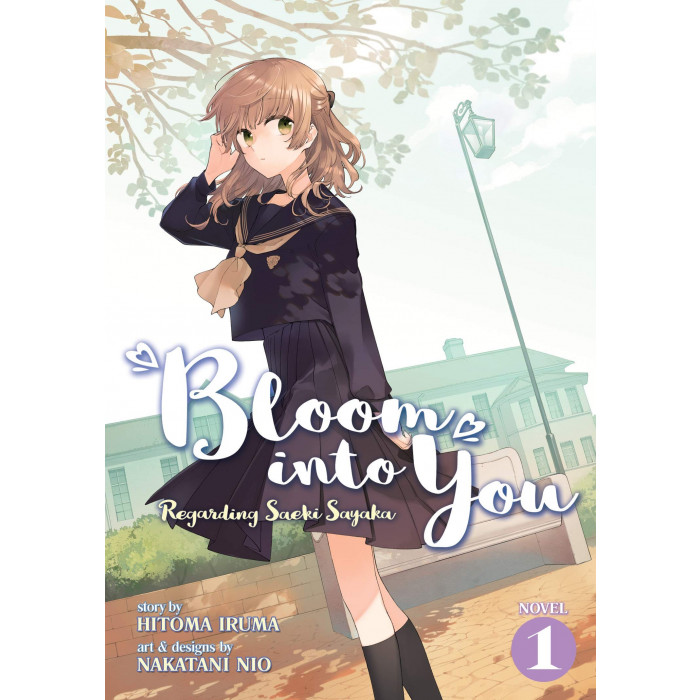 Bloom
into You
Regarding Saeki Sayaka
story by
HITOMA IRUMA
art & designs by
NAKATANI NIO
NOVEL
1